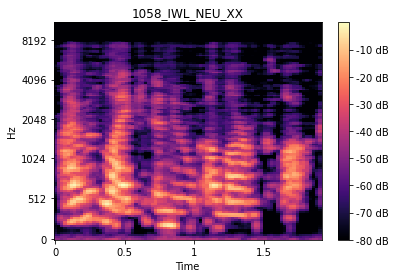 1058_IWL_NEU_XX
8192
4096
2048
1024
512
0
Hz
0
0.5
1
1.5
Time
-10 dB
-20 dB
-30 dB
-40 dB
-50 dB
-60 dB
-70 dB
-80 dB